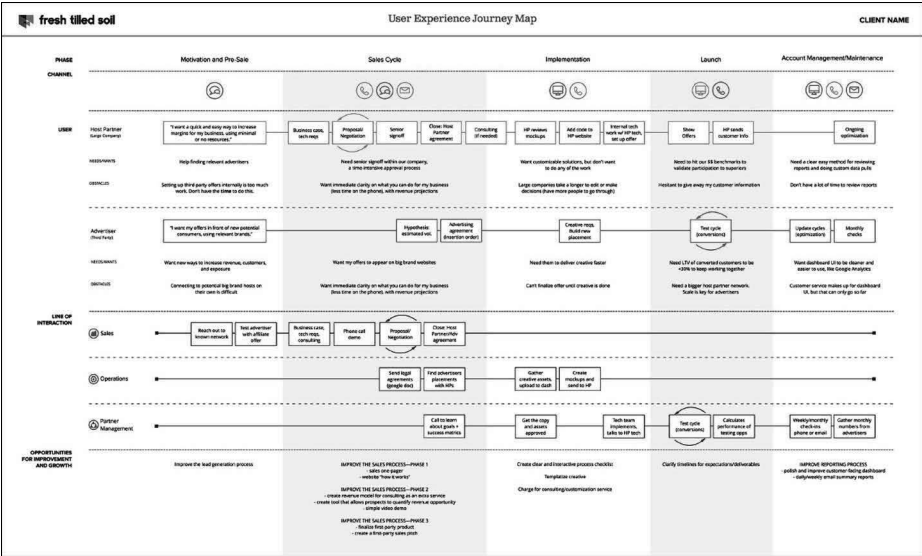 fresh tilled soil
User Experience Journey Map
CLIENT NAME
PHASE
Motivation and Pre-Sale
Sales Cycle
Implementation
Launch
Account Management/Maintenance
CHANNEL
USER
Host Partner
(Large Company)
"I want a quick and easy way to increase
margins for my business, using minimal
or no resources."
Business case,
tech reqs
Proposal/
Negotiation
Senior
signoff
Close: Host
Partner
agreement
Consulting
(if needed)
HP reviews
mockups
Add code to
HP website
Internal tech
work w/ HP tech,
set up offer
Show
Offers
HP sends
customer info
Ongoing
optimization
NEEDS/WANTS
Help finding relevant advertisers
Need senior signoff within our company,
a time intensive approval process
Want customizable solutions, but don't want
to do any of the work
Need to hit our $$ benchmarks to
validate participation to superiors
Need a clear easy method for reviewing
reports and doing custom data pulls
OBSTACLES
Setting up third party offers internally is too much
work. Don't have the time to do this.
Want immediate clarity on what you can do for my business
(less time on the phone), with revenue projections
Large companies take a longer to edit or make
decisions (have more people to go through)
Hesitant to give away my customer information
Don't have a lot of time to review reports
Advertiser
(Third Party)
"I want my offers in front of new potential
consumers, using relevant brands."
Hypothesis:
estimated vol.
Advertising
agreement
(insertion order)
Creative reqs,
Build new
placement
Test cycle
(conversions)
Update cycles
(optimization)
Monthly
checks
NEEDS/WANTS
Want new ways to increase revenue, customers,
and exposure
Want my offers to appear on big brand websites
Need them to deliver creative faster
Need LTV of converted customers to be
+30% to keep working together
Want dashboard UI to be cleaner and
easier to use, like Google Analytics
OBSTACLES
Connecting to potential big brand hosts on
their own is difficult
Want immediate clarity on what you can do for my business
(less time on the phone), with revenue projections
Can't finalize offer until creative is done
Need a bigger host partner network.
Scale is key for advertisers
Customer service makes up for dashboard
UI, but that can only go so far
LINE OF
INTERACTION
Sales
Reach out to
known network
Test advertiser
with affiliate
offer
Business case,
tech reqs,
consulting
Phone call
demo
Proposal/
Negotiation
Close: Host
Partner/Adv
agreement
Operations
Send legal
agreements
(google doc)
Find advertisers
placements
with HPs
Gather
creative assets,
upload to dash
Create
mockups and
send to HP
Partner
Management
Call to learn
about goals +
success metrics
Get the copy
and assets
approved
Tech team
implements,
talks to HP tech
Test cycle
(conversions)
Calculates
performance of
testing apps
Weekly/monthly
check-ins
phone or email
Gather monthly
numbers from
advertisers
OPPORTUNITIES
FOR IMPROVEMENT
AND GROWTH
Improve the lead generation process
IMPROVE THE SALES PROCESS—PHASE 1
- sales one-pager
- website "how it works"
IMPROVE THE SALES PROCESS—PHASE 2
- create revenue model for consulting as an extra service
- create tool that allows prospects to quantify revenue opportunity
- simple video demo
IMPROVE THE SALES PROCESS—PHASE 3
- finalize first-party product
- create a first-party sales pitch
Create clear and interactive process checklist
Templatize creative
Charge for consulting/customization service
Clarify timelines for expectations/deliverables
IMPROVE REPORTING PROCESS
- polish and improve customer facing dashboard
- daily/weekly email summary reports